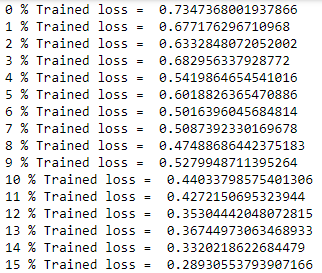 0 % Trained loss =  0.7347368001937866
1 % Trained loss =  0.677176296710968
2 % Trained loss =  0.6332848072052002
3 % Trained loss =  0.682956337928772
4 % Trained loss =  0.5419864654541016
5 % Trained loss =  0.6018826365470886
6 % Trained loss =  0.5016396045684814
7 % Trained loss =  0.5087392330169678
8 % Trained loss =  0.47488686442375183
9 % Trained loss =  0.5279948711395264
10 % Trained loss =  0.44033798575401306
11 % Trained loss =  0.4272150695323944
12 % Trained loss =  0.35304442048072815
13 % Trained loss =  0.36744973063468933
14 % Trained loss =  0.3320218622684479
15 % Trained loss =  0.28930553793907166